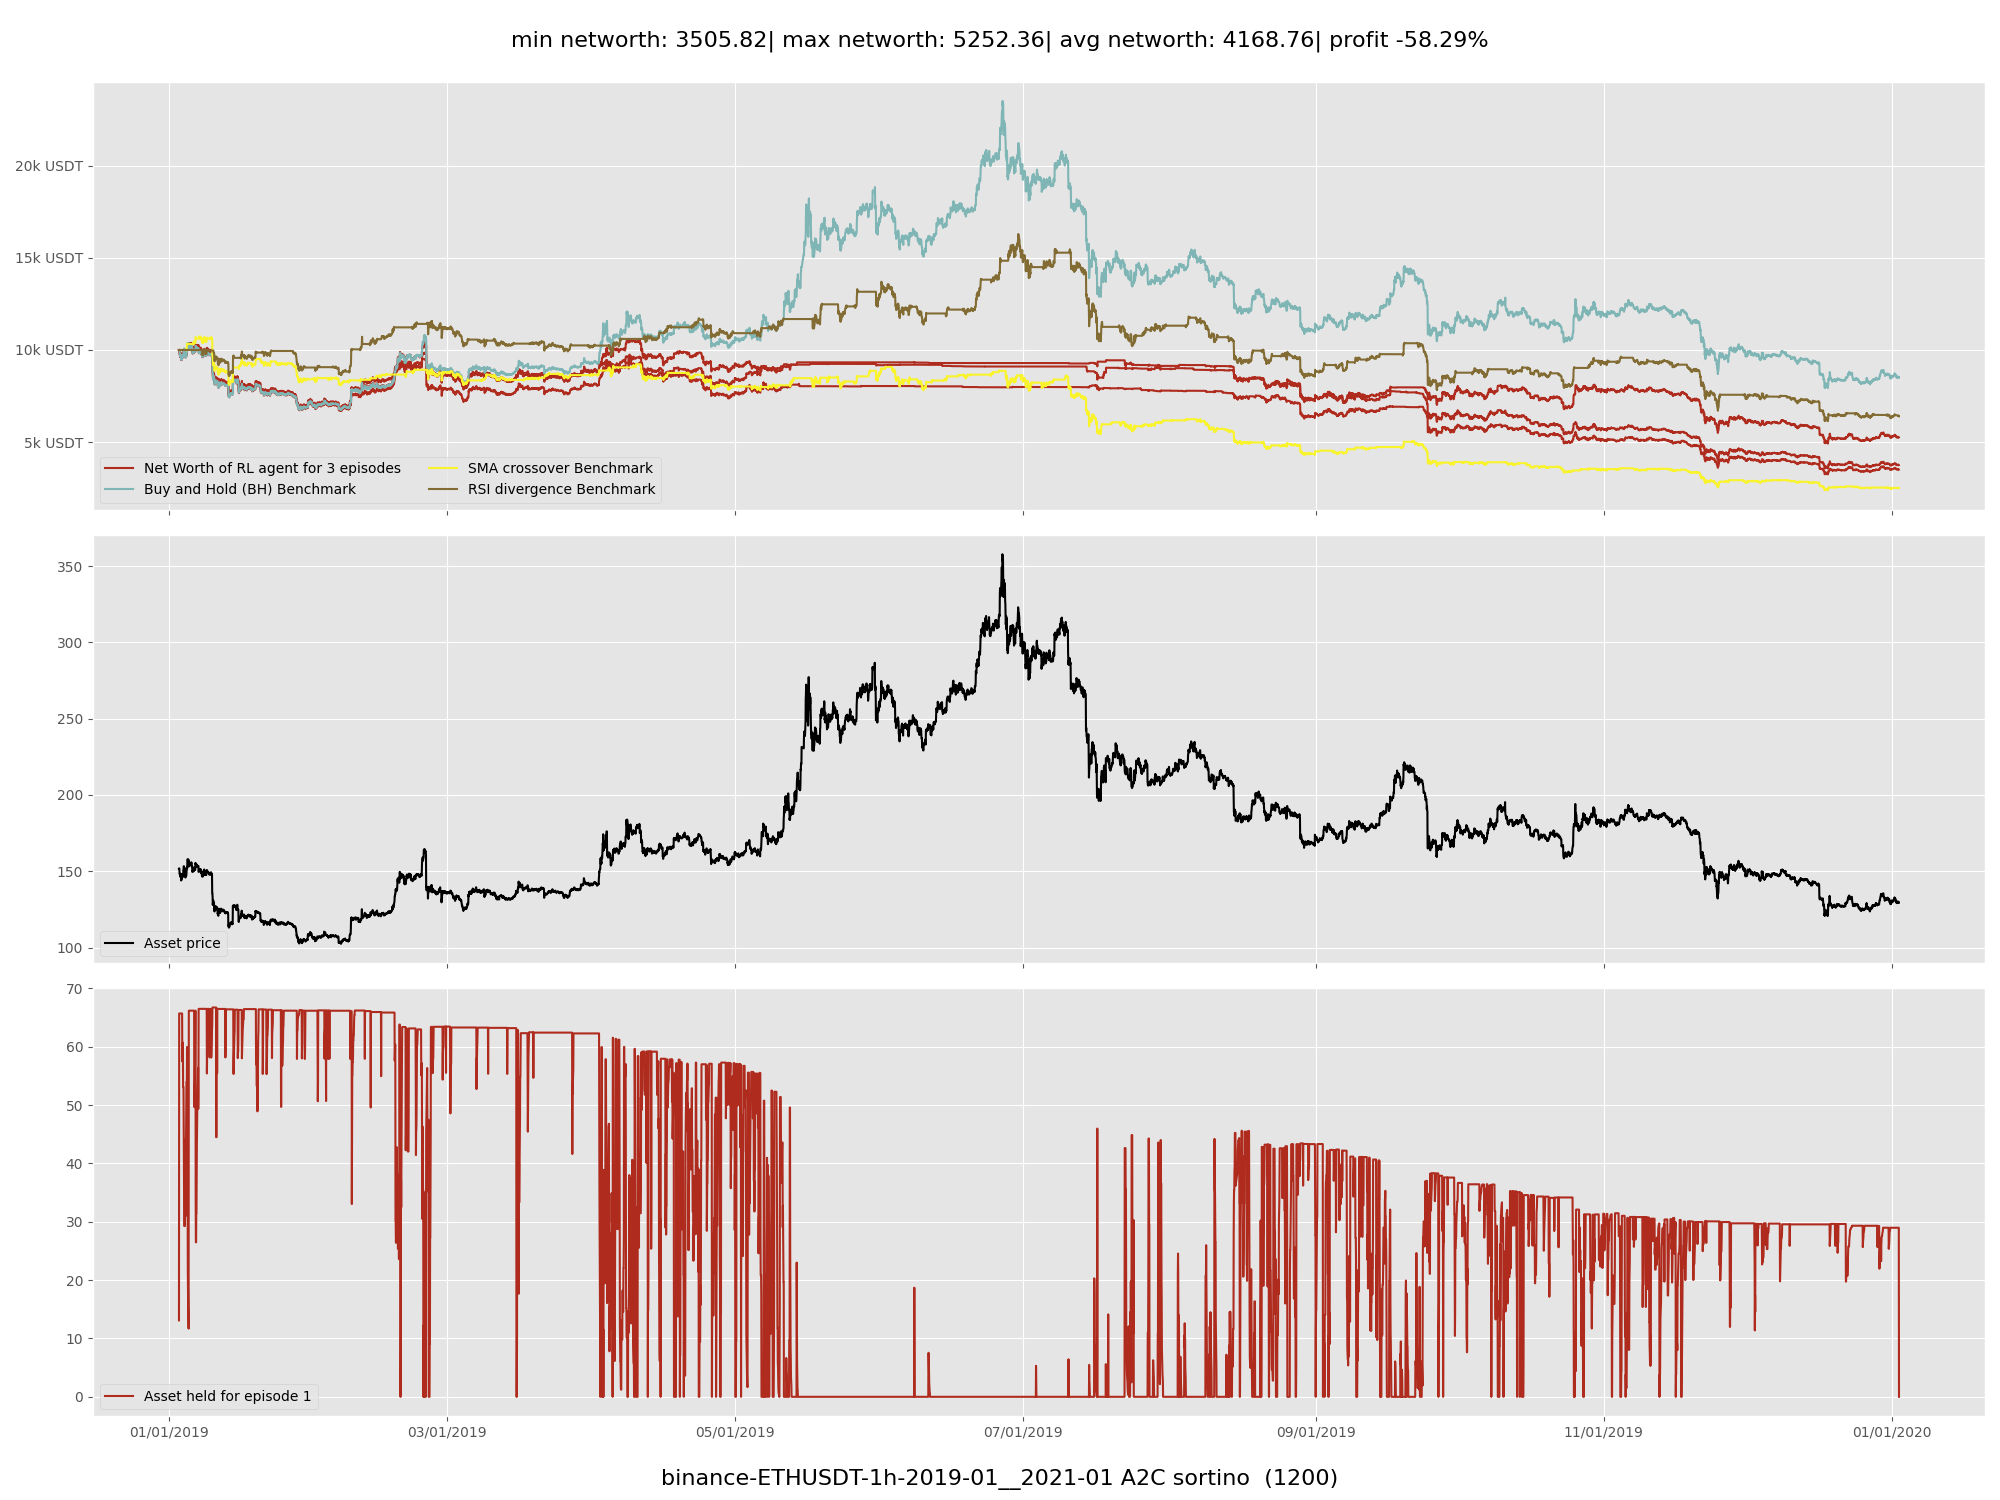 min networth: 3505.82| max networth: 5252.36| avg networth: 4168.76| profit -58.29%
20k USDT
15k USDT
10k USDT
5k USDT
Net Worth of RL agent for 3 episodes
Buy and Hold (BH) Benchmark
SMA crossover Benchmark
RSI divergence Benchmark
350
300
250
200
150
100
Asset price
70
60
50
40
30
20
10
0
Asset held for episode 1
01/01/2019 03/01/2019 05/01/2019 07/01/2019 09/01/2019 11/01/2019 01/01/2020
binance-ETHUSDT-1h-2019-01__2021-01 A2C sortino  (1200)